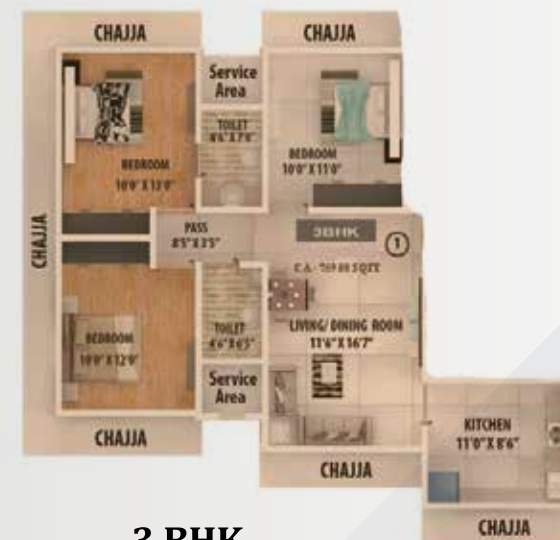 CHAJJA
CHAJJA
Service
Area
TOILET
BEDROOM
10'0" X 13'0"
BEDROOM
10'0" X 11'0"
CHAJJA
PASS
8'5" X 3'5"
3BHK
1
LIVING/DINING ROOM
11'6" X 16'7"
BEDROOM
10'0" X 12'0"
TOILET
Service
Area
KITCHEN
11'0" X 8'6"
CHAJJA
CHAJJA
CHAJJA
3 BHK